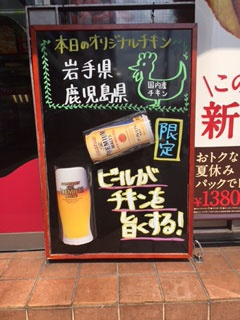 本日のオリジナルチキン
岩手県
鹿児島県
国内産
チキン
限定
ビールが
チキンを
旨くする!
この
新
おトクな
夏休み
パックで
¥1380